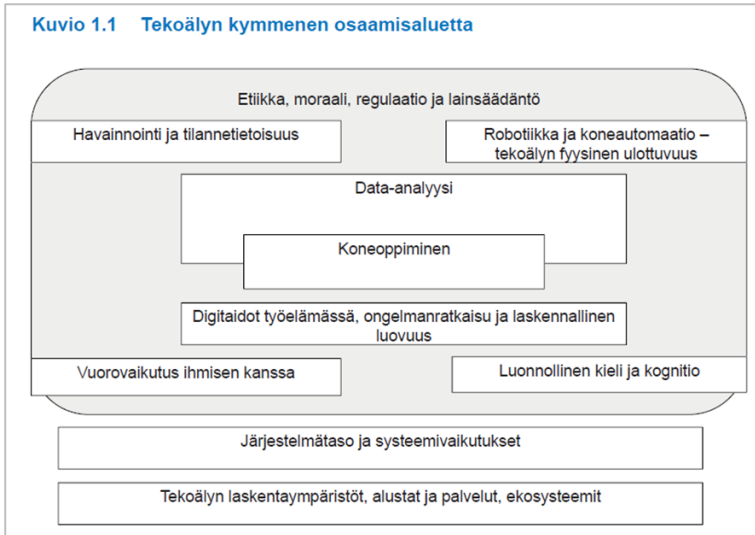 Kuvio 1.1 Tekoälyn kymmenen osaamisaluetta
Etiikka, moraali, regulaatio ja lainsäädäntö
Havainnointi ja tilannetietoisuus
Robotiikka ja koneautomaatio –
tekoälyn fyysinen ulottuvuus
Data-analyysi
Koneoppiminen
Digitaidot työelämässä, ongelmanratkaisu ja laskennallinen
luovuus
Vuorovaikutus ihmisen kanssa
Luonnollinen kieli ja kognitio
Järjestelmätaso ja systeemivaikutukset
Tekoälyn laskentaympäristöt, alustat ja palvelut, ekosysteemit